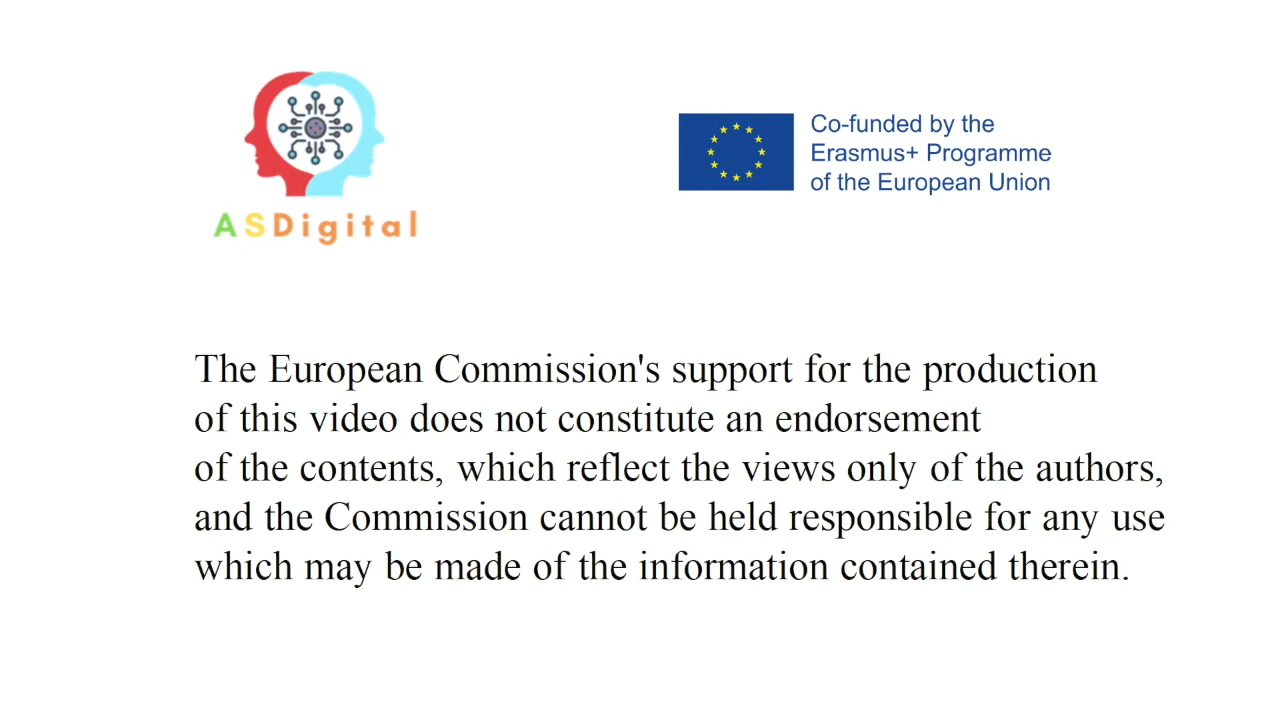 ASDigital
Co-funded by the
Erasmus+ Programme
of the European Union
The European Commission's support for the production
of this video does not constitute an endorsement
of the contents, which reflect the views only of the authors,
and the Commission cannot be held responsible for any use
which may be made of the information contained therein.